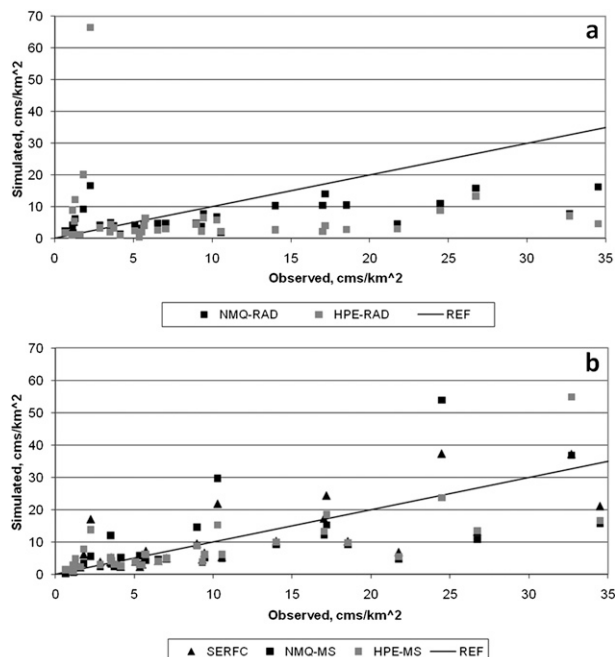 a
70
60
50
40
30
20
10
0
Simulated, cms/km^2
0 5 10 15 20 25 30 35
Observed, cms/km^2
NMQ-RAD HPE-RAD REF
b
70
60
50
40
30
20
10
0
Simulated, cms/km^2
0 5 10 15 20 25 30 35
Observed, cms/km^2
SERFC NMQ-MS HPE-MS REF